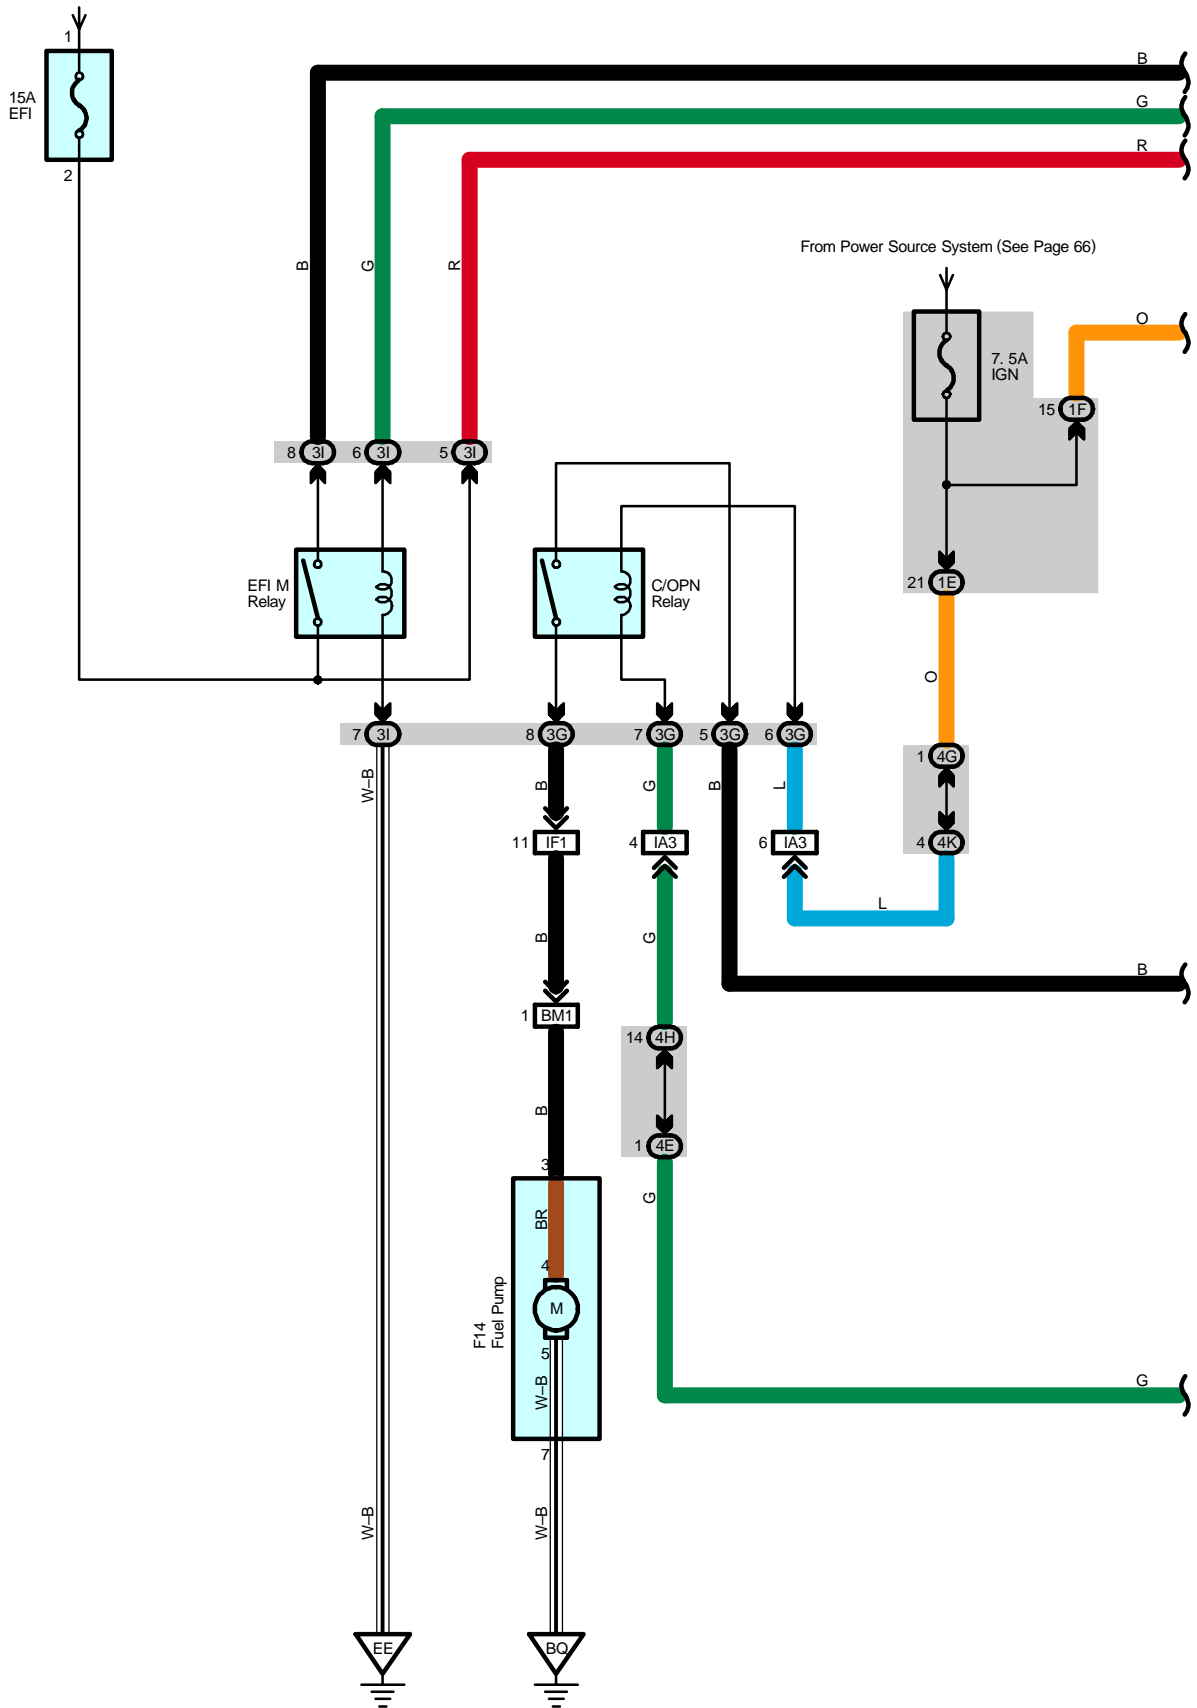 1
15A
EFI
2
B
G
R
B
G
R
From Power Source System (See Page 66)
7. 5A
IGN
O
15 1F
8 3I 6 3I 5 3I
EFI M
Relay
C/OPN
Relay
21 1E
O
7 3I 8 3G 7 3G 5 3G 6 3G
1 4G
W–B
B
G
B
L
11 IF1 4 IA3 6 IA3 4 4K
L
B
G
B
1 BM1
14 4H
B
1 4E
3
G
BR
4
F14
Fuel Pump
M
5
W–B
G
7
W–B
W–B
EE
BQ